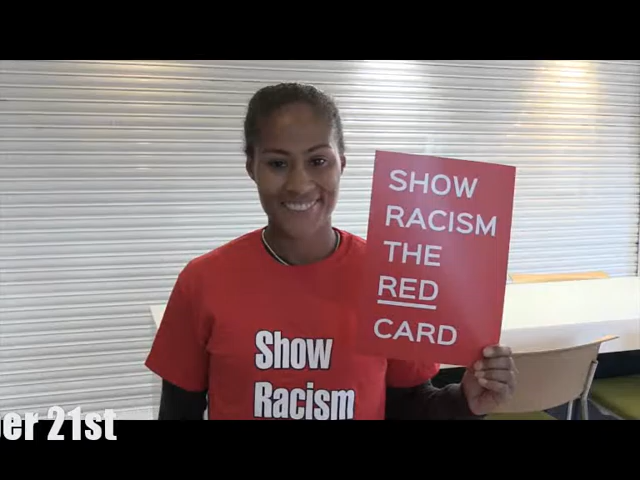 SHOW
RACISM
THE
RED
CARD
Show
Racism
er 21st